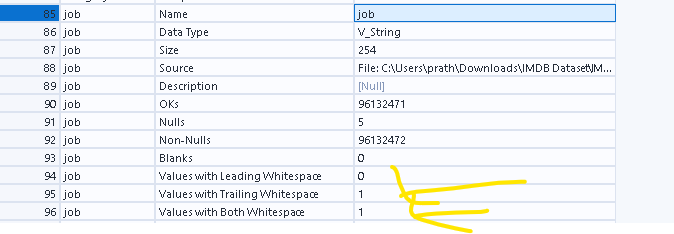 85 job Name job
86 job Data Type V_String
87 job Size 254
88 job Source File: C:\Users\prath\Downloads\IMDB Dataset\IM...
89 job Description [Null]
90 job OKs 96132471
91 job Nulls 5
92 job Non-Nulls 96132472
93 job Blanks 0
94 job Values with Leading Whitespace 0
95 job Values with Trailing Whitespace 1
96 job Values with Both Whitespace 1